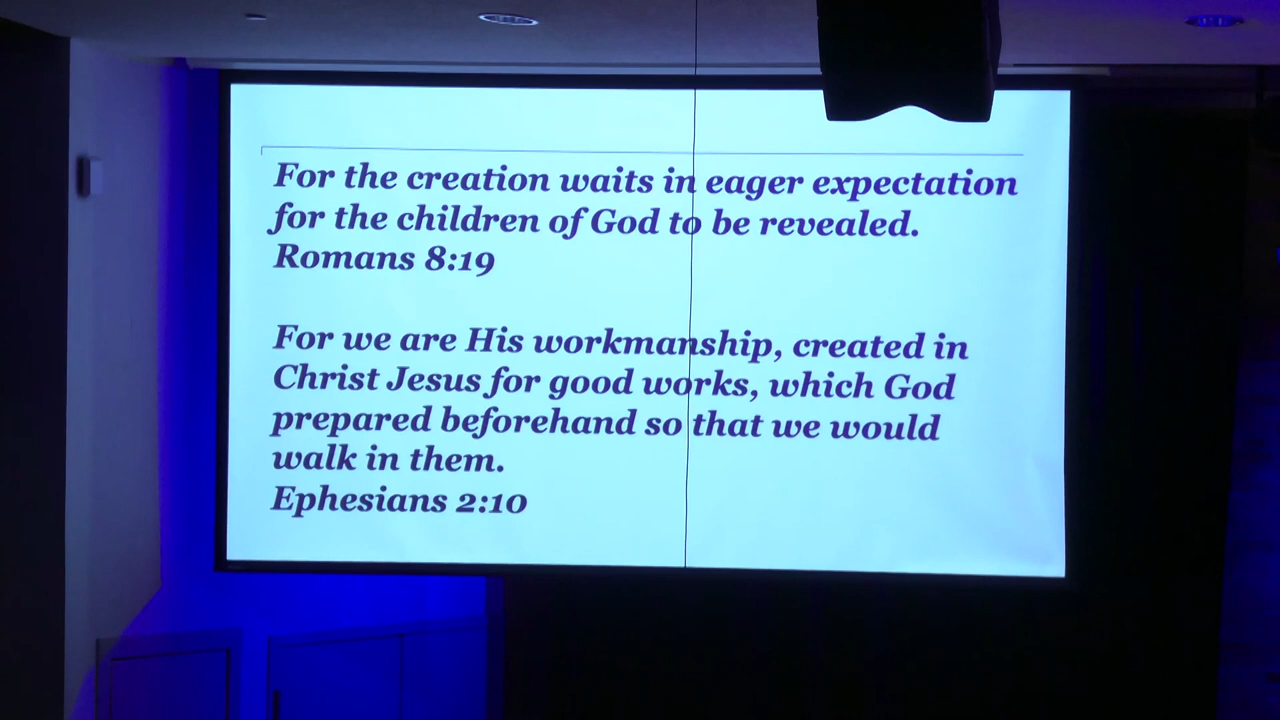 For the creation waits in eager expectation
for the children of God to be revealed.
Romans 8:19
For we are His workmanship, created in
Christ Jesus for good works, which God
prepared beforehand so that we would
walk in them.
Ephesians 2:10